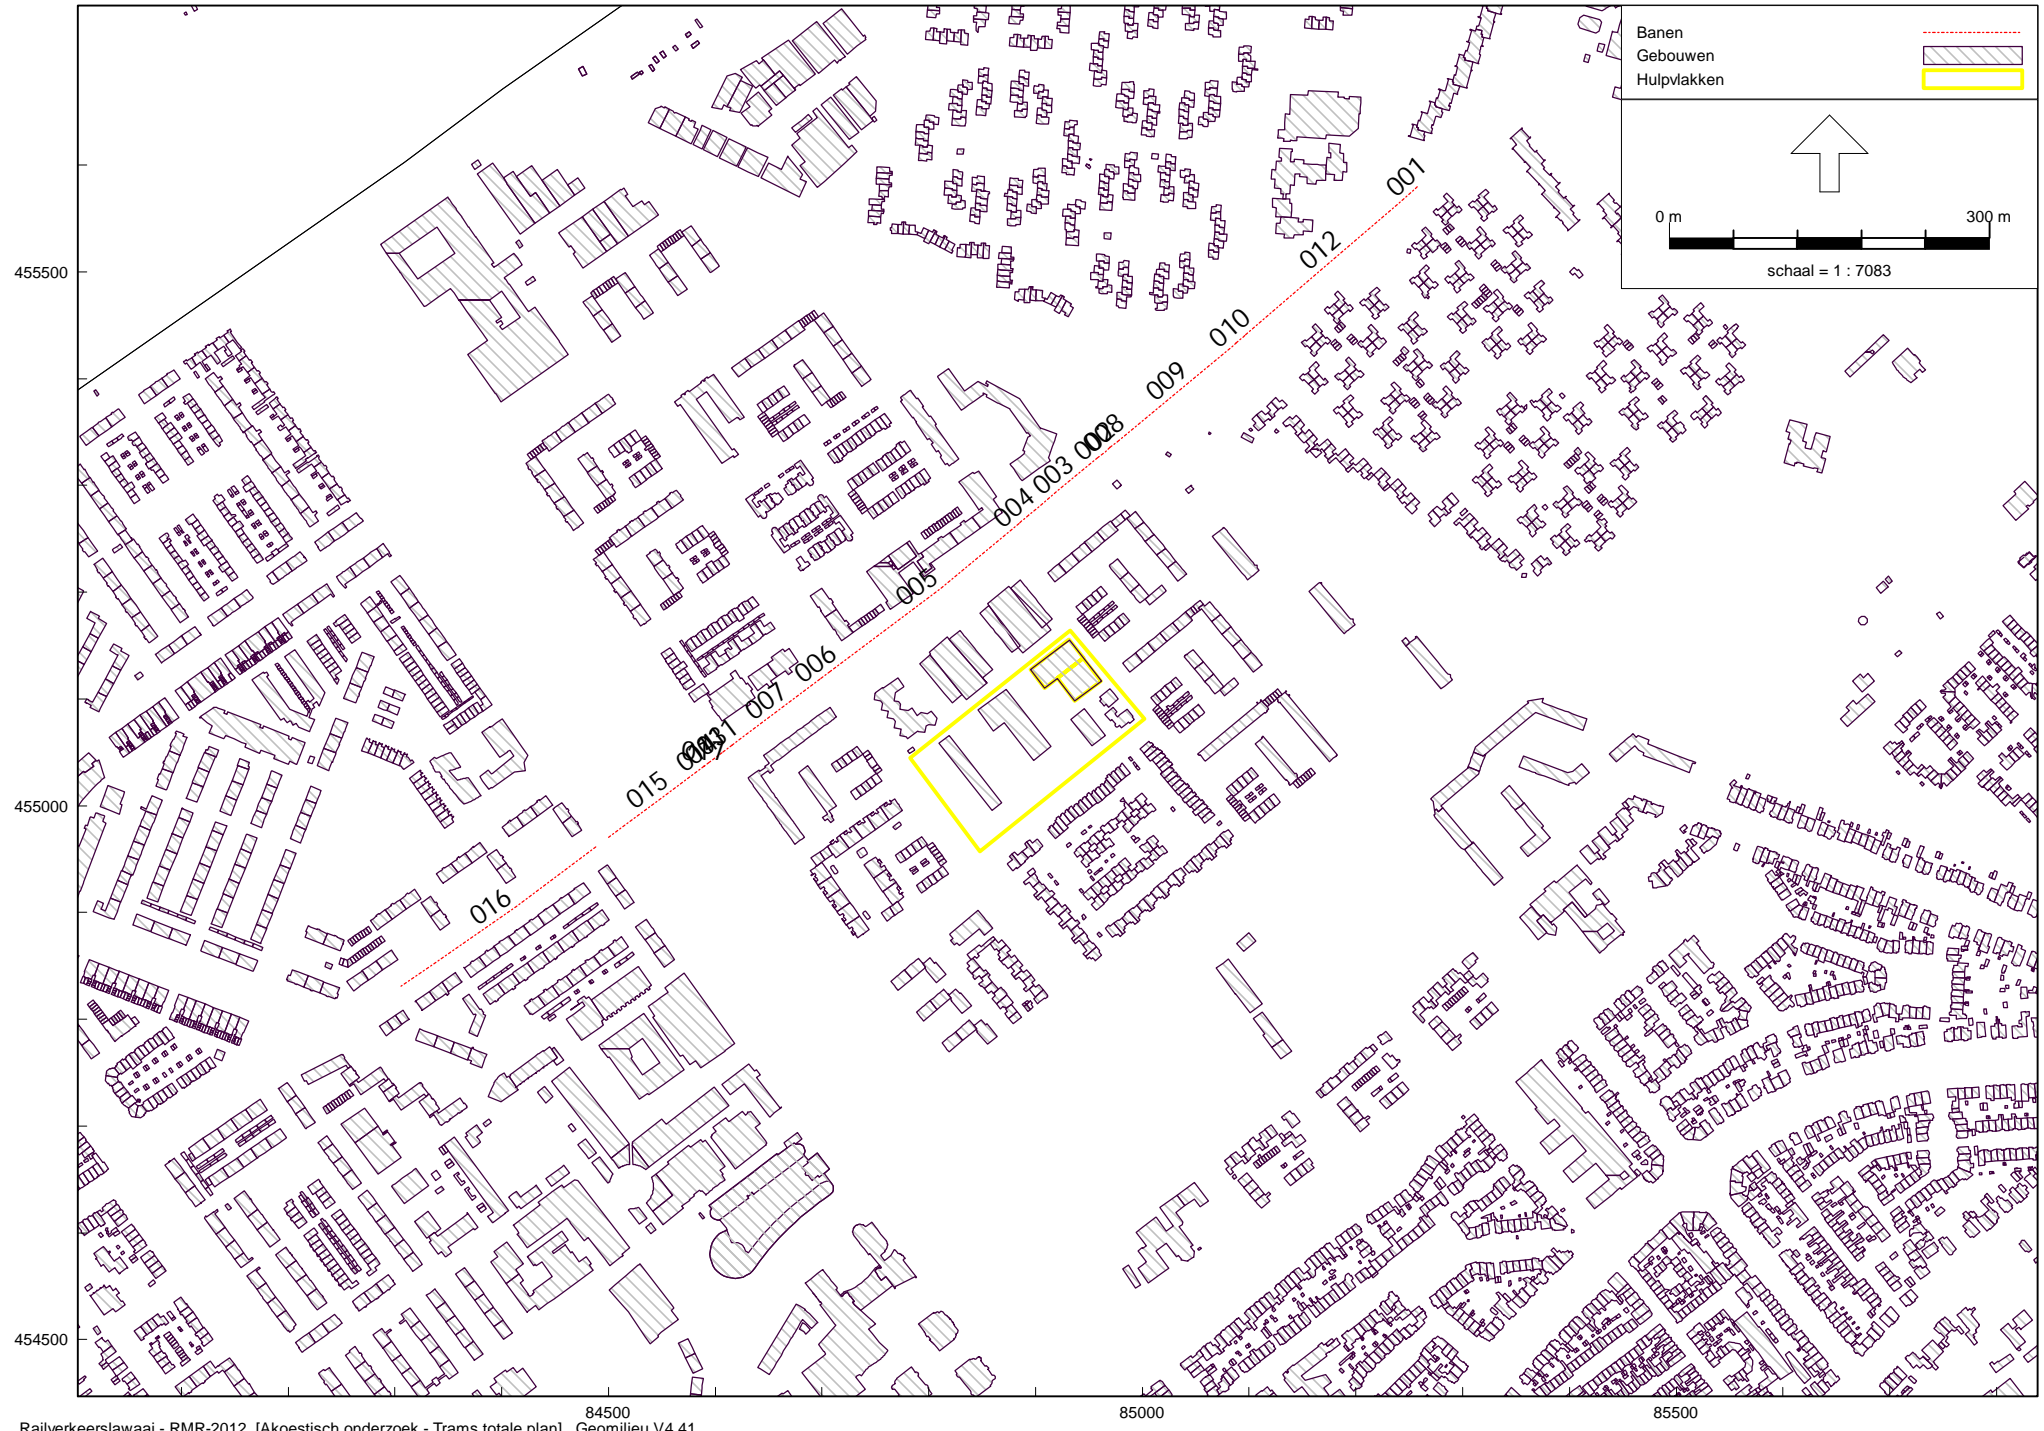 Banen
Gebouwen
Hulpvlakken
0 m 300 m
schaal = 1 : 7083
001
012
455500
010
009
002
003
004
005
006
007
015
455000
016
454500
84500 85000 85500
Railverkeerslawaai - RMR-2012, [Akoestisch onderzoek - Trams totale plan], Geomilieu V4.41